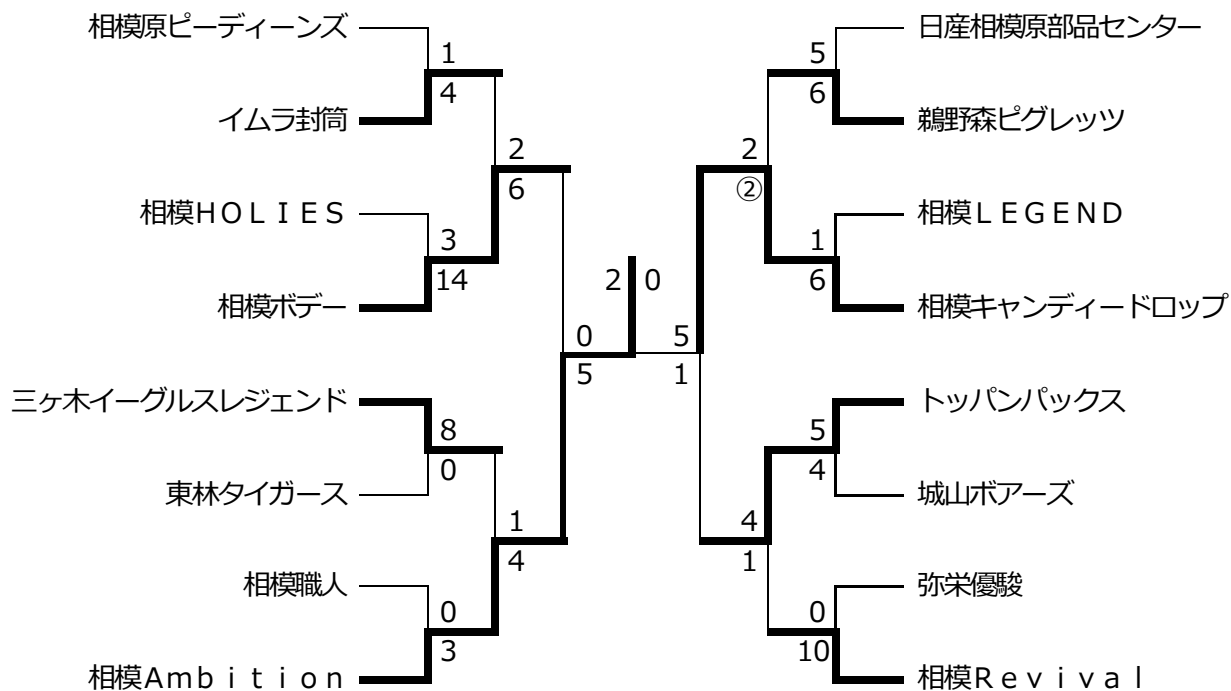 相模原ピーディーンズ
1
4
イムラ封筒
2
6
相模ＨＯＬＩＥＳ
3
14
相模ボデー
0
5
三ヶ木イーグルスレジェンド
8
0
東林タイガース
1
4
相模職人
0
3
相模Ａｍｂｉｔｉｏｎ
2 0
日産相模原部品センター
5
6
鵜野森ピグレッツ
2
②
相模ＬＥＧＥＮＤ
1
6
相模キャンディードロップ
5
1
トッパンパックス
5
4
城山ボアーズ
4
1
弥栄優駿
0
10
相模Ｒｅｖｉｖａｌ